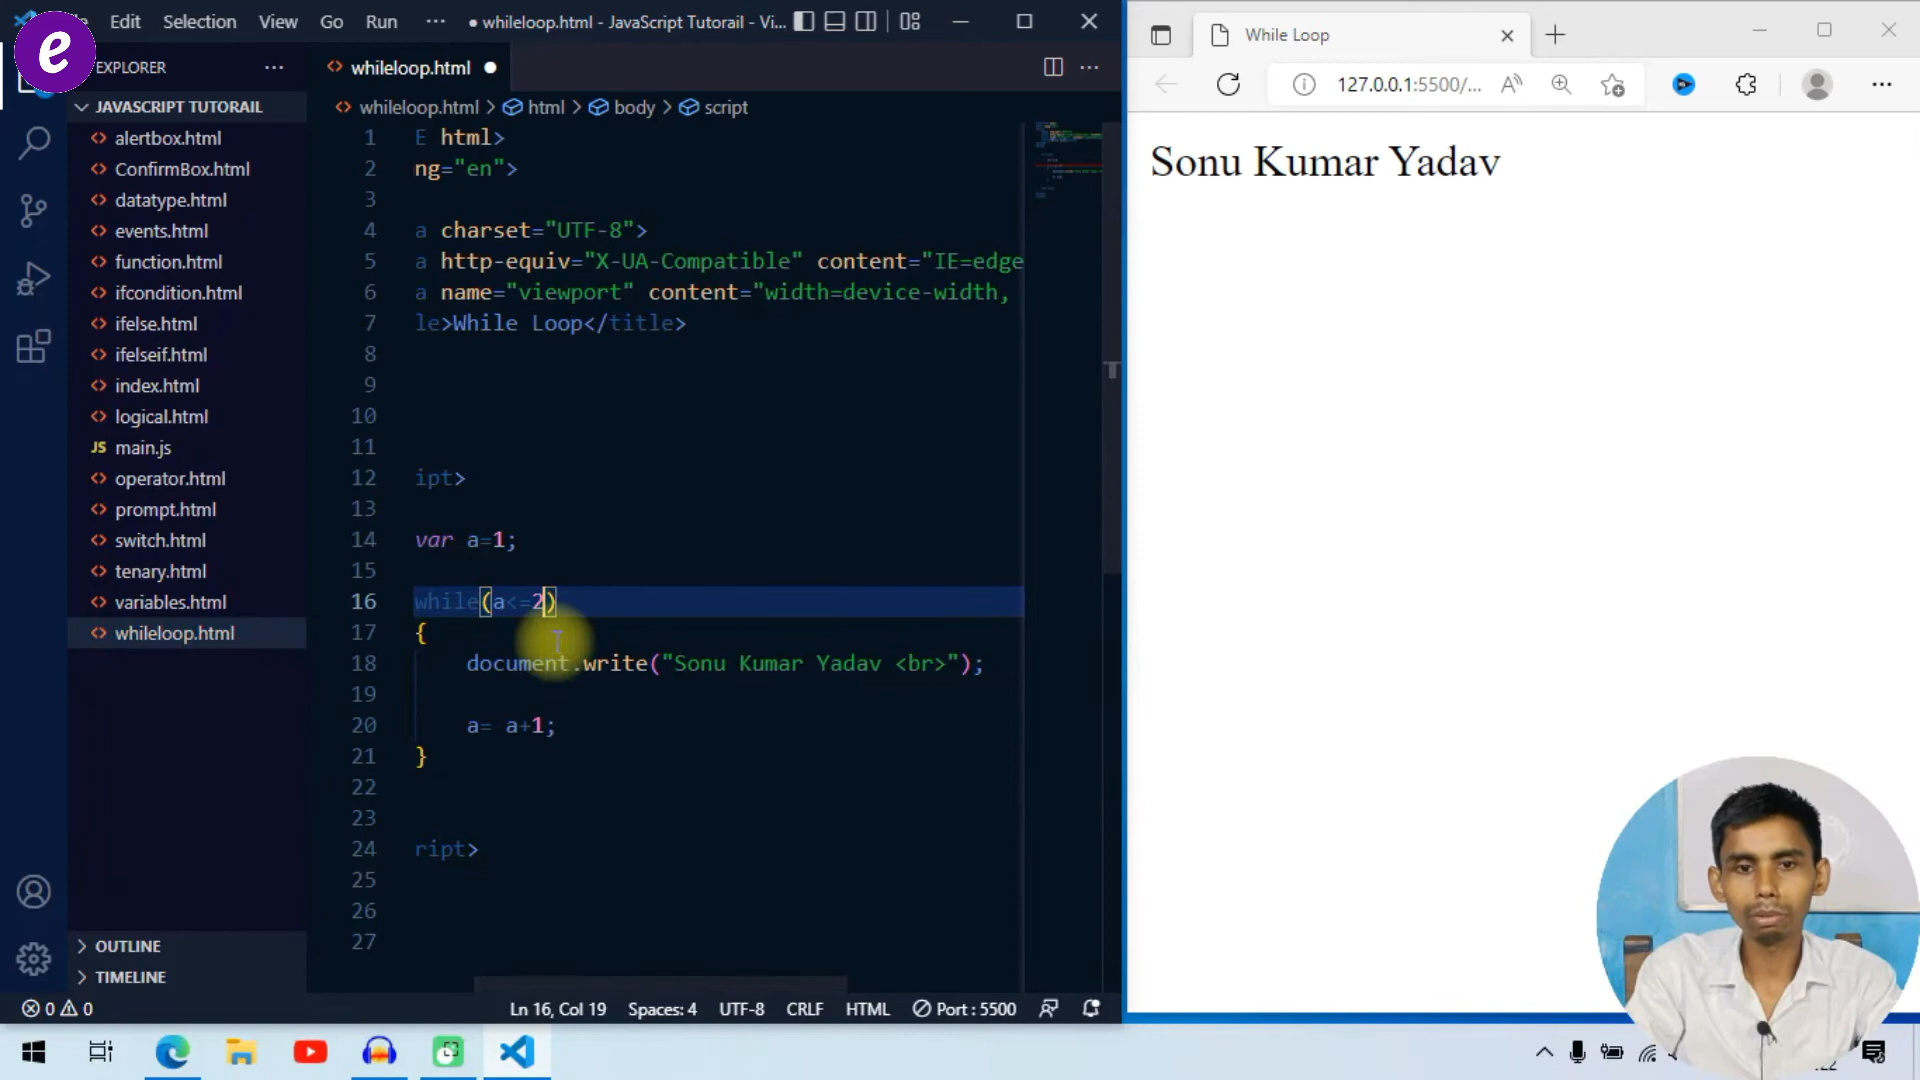 e
Edit Selection View Go Run ··· ● whileloop.html - JavaScript Tutorail - Vi...
EXPLORER ···
JAVASCRIPT TUTORAIL
alertbox.html
ConfirmBox.html
datatype.html
events.html
function.html
ifcondition.html
ifelse.html
ifelseif.html
index.html
logical.html
JS main.js
operator.html
prompt.html
switch.html
tenary.html
variables.html
whileloop.html
OUTLINE
TIMELINE
whileloop.html ●
whileloop.html > html > body > script
1 E html>
2 ng="en">
3
4 a charset="UTF-8">
5 a http-equiv="X-UA-Compatible" content="IE=edge
6 a name="viewport" content="width=device-width,
7 le>While Loop</title>
8
9
10
11
12 ipt>
13
14 var a=1;
15
16 while(a<=2)
17 {
18 document.write("Sonu Kumar Yadav <br>");
19
20 a= a+1;
21 }
22
23
24 ript>
25
26
27
0 0 Ln 16, Col 19 Spaces: 4 UTF-8 CRLF HTML Port : 5500
While Loop
127.0.0.1:5500/...
Sonu Kumar Yadav